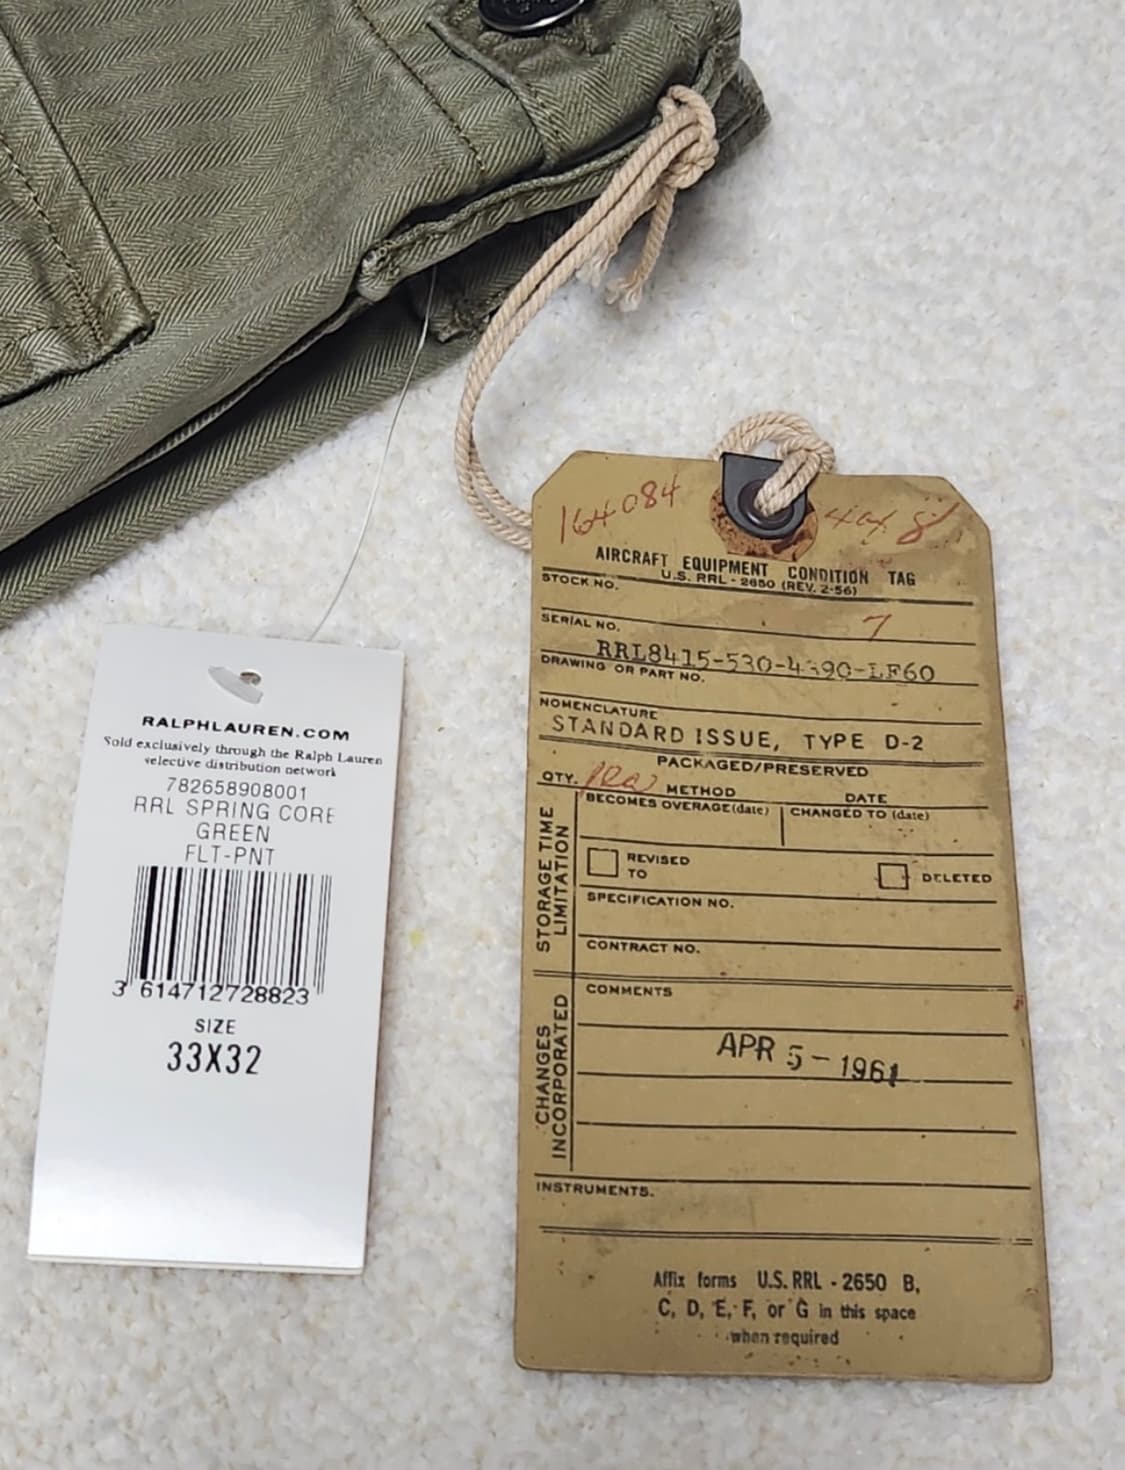 RALPHLAUREN.COM
Sold exclusively through the Ralph Lauren
selective distribution network
782658908001
RRL SPRING CORE
GREEN
FLT-PNT
3 614712728823
SIZE
33X32
164084
AIRCRAFT EQUIPMENT CONDITION TAG
U.S. RRL - 2650 (REV. 2-56)
STOCK NO.
7
SERIAL NO.
RRL8415-530-4390-LF60
DRAWING OR PART NO.
NOMENCLATURE
STANDARD ISSUE, TYPE D-2
PACKAGED/PRESERVED
QTY. METHOD DATE
STORAGE TIME
LIMITATION
BECOMES OVERAGE(date) CHANGED TO (date)
REVISED
TO
DELETED
SPECIFICATION NO.
CONTRACT NO.
CHANGES
INCORPORATED
COMMENTS
APR 5 - 1961
INSTRUMENTS.
Affix forms U.S. RRL - 2650 B,
C, D, E, F, or G in this space
when required